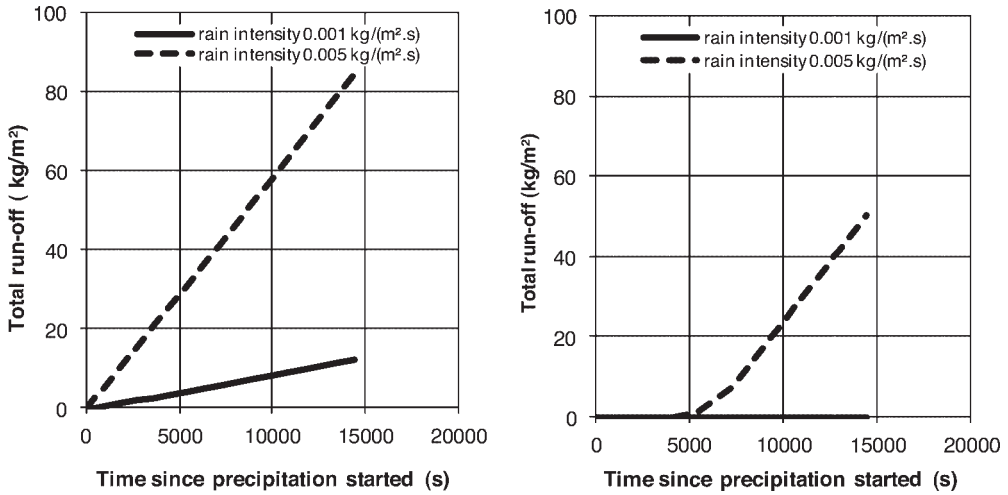 100
80
60
40
20
0
Total run-off ( kg/m²)
rain intensity 0.001 kg/(m².s)
rain intensity 0.005 kg/(m².s)
0 5000 10000 15000 20000
Time since precipitation started (s)
100
80
60
40
20
0
Total run-off (kg/m²)
rain intensity 0.001 kg/(m².s)
rain intensity 0.005 kg/(m².s)
0 5000 10000 15000 20000
Time since precipitation started (s)